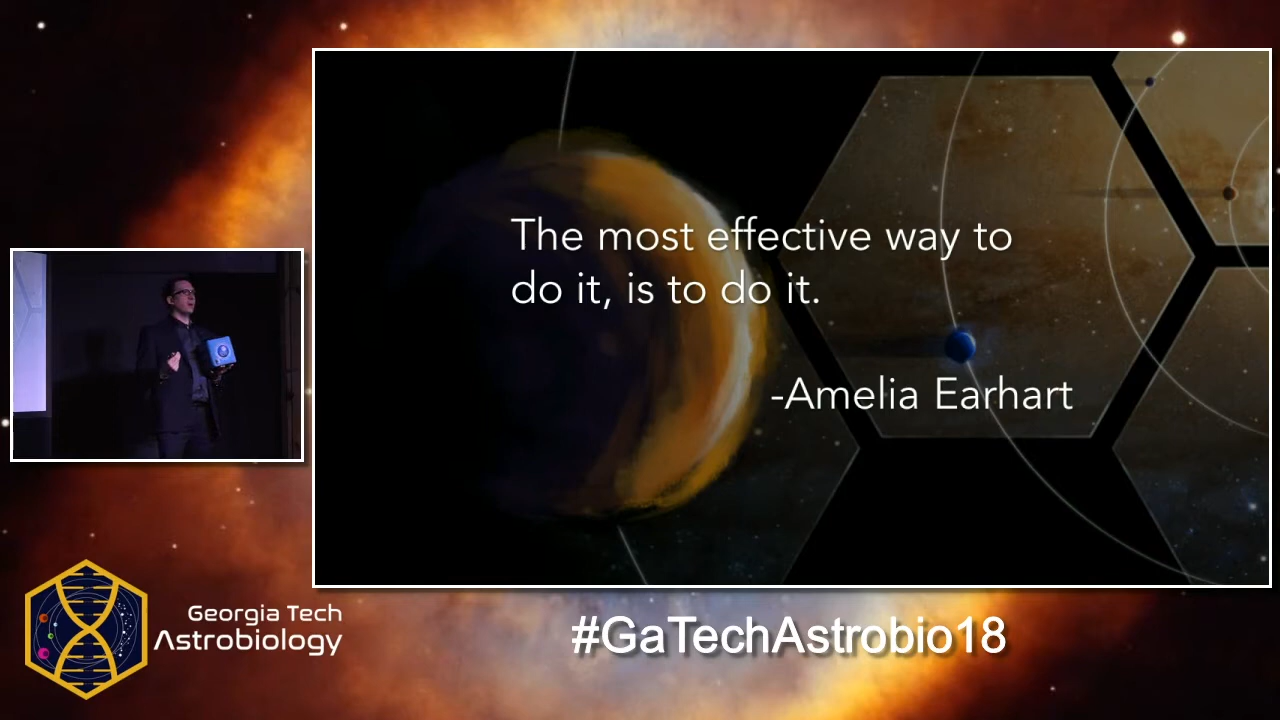 The most effective way to
do it, is to do it.
-Amelia Earhart
Georgia Tech
Astrobiology
#GaTechAstrobio18